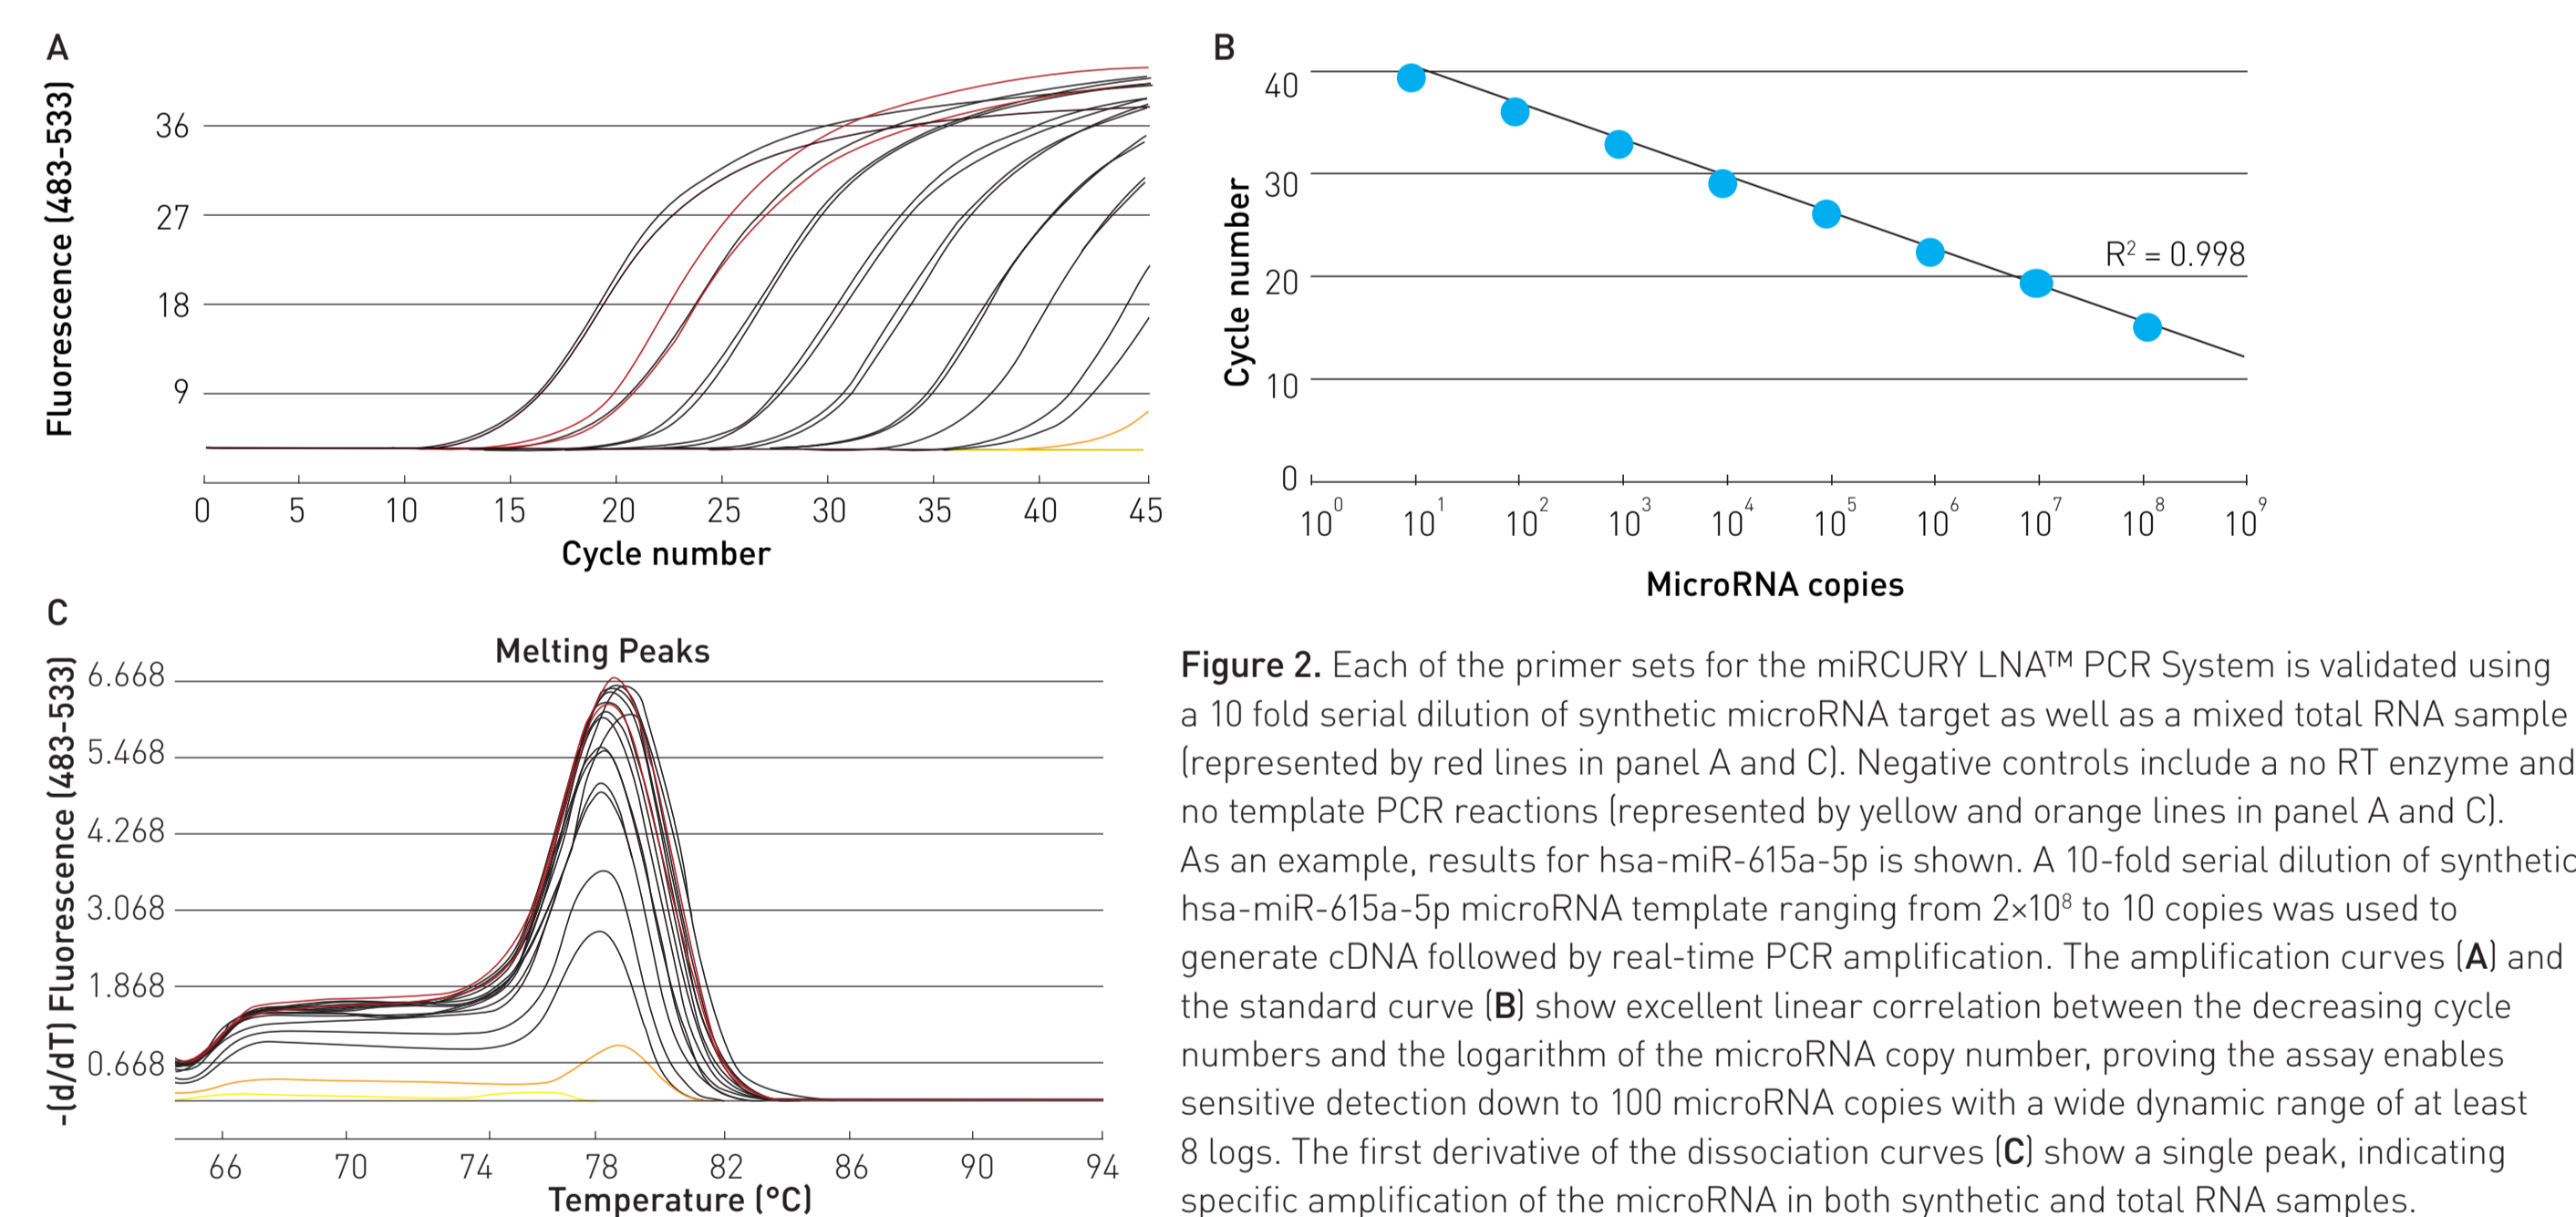 A
Fluorescence (483-533)
36
27
18
9
0 5 10 15 20 25 30 35 40 45
Cycle number
B
Cycle number
40
30
20
10
0
R² = 0.998
10⁰ 10¹ 10² 10³ 10⁴ 10⁵ 10⁶ 10⁷ 10⁸ 10⁹
MicroRNA copies
C
Melting Peaks
-(d/dT) Fluorescence (483-533)
6.668
5.468
4.268
3.068
1.868
0.668
66 70 74 78 82 86 90 94
Temperature (°C)
Figure 2. Each of the primer sets for the miRCURY LNA™ PCR System is validated using
a 10 fold serial dilution of synthetic microRNA target as well as a mixed total RNA sample
(represented by red lines in panel A and C). Negative controls include a no RT enzyme and
no template PCR reactions (represented by yellow and orange lines in panel A and C).
As an example, results for hsa-miR-615a-5p is shown. A 10-fold serial dilution of synthetic
hsa-miR-615a-5p microRNA template ranging from 2×10⁸ to 10 copies was used to
generate cDNA followed by real-time PCR amplification. The amplification curves (A) and
the standard curve (B) show excellent linear correlation between the decreasing cycle
numbers and the logarithm of the microRNA copy number, proving the assay enables
sensitive detection down to 100 microRNA copies with a wide dynamic range of at least
8 logs. The first derivative of the dissociation curves (C) show a single peak, indicating
specific amplification of the microRNA in both synthetic and total RNA samples.